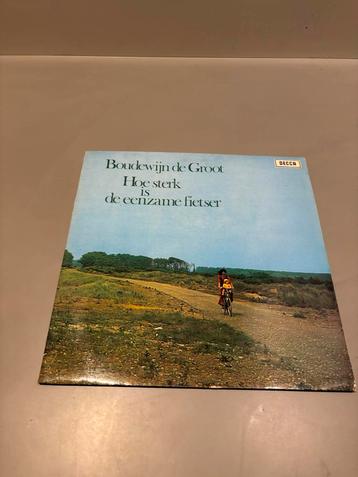 Boudewijn de Groot
DECCA
Hoe sterk
is
de eenzame fietser